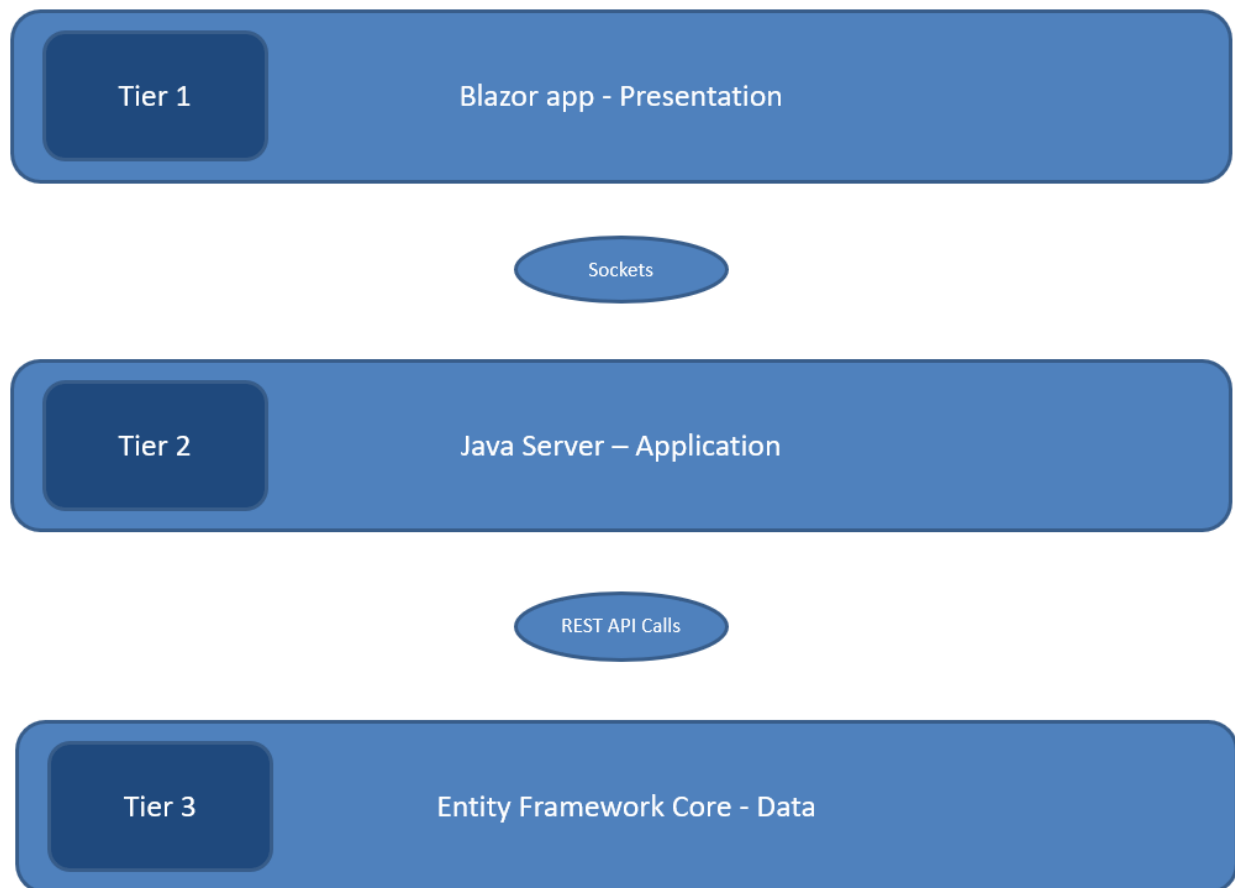 Tier 1
Blazor app - Presentation
Sockets
Tier 2
Java Server – Application
REST API Calls
Tier 3
Entity Framework Core - Data